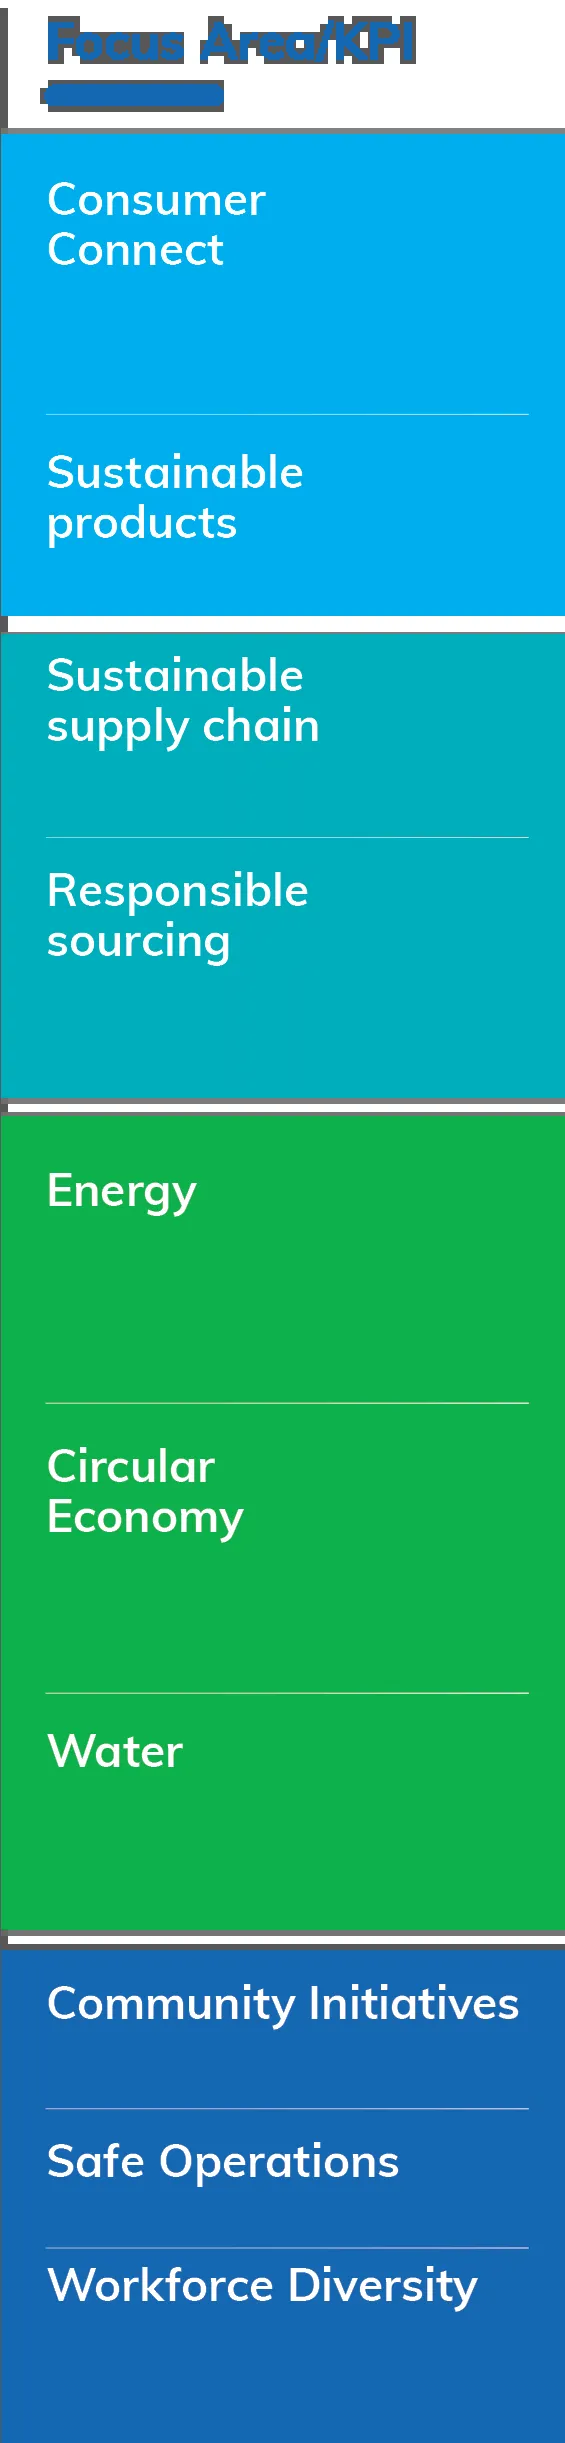 Focus Area/KPI
Consumer
Connect
Sustainable
products
Sustainable
supply chain
Responsible
sourcing
Energy
Circular
Economy
Water
Community Initiatives
Safe Operations
Workforce Diversity